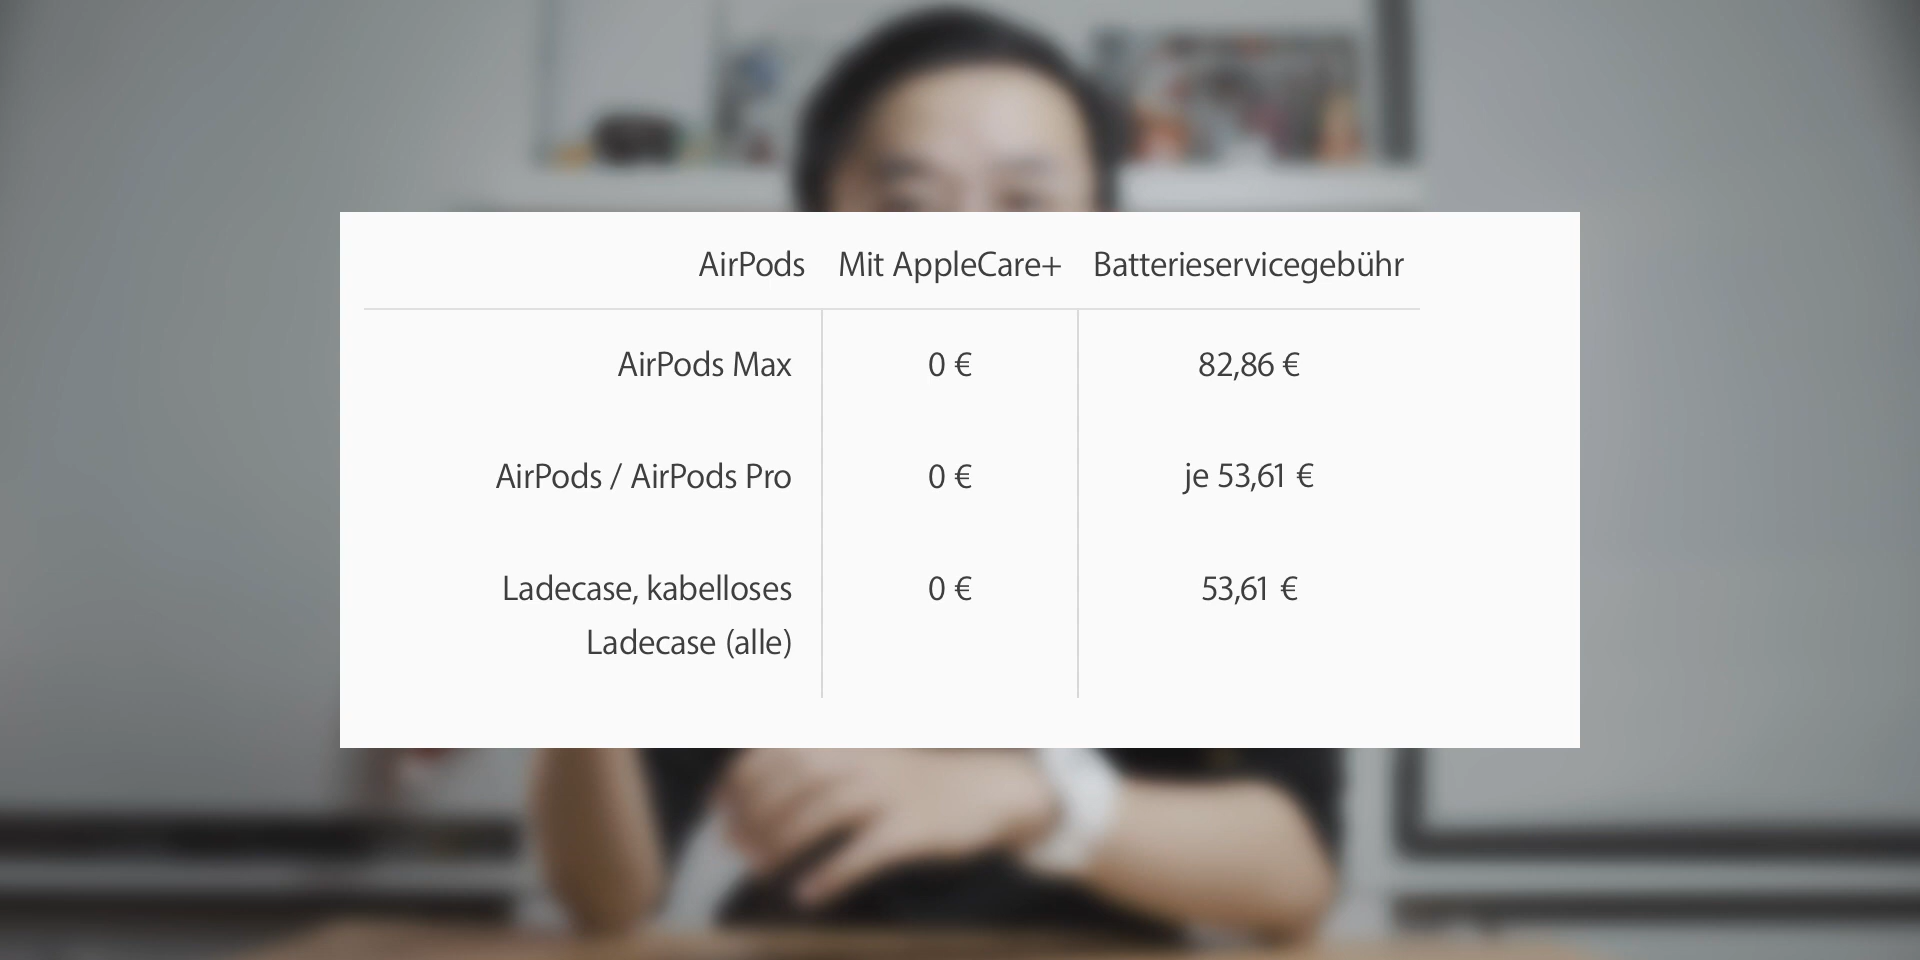 AirPods Mit AppleCare+ Batterieservicegebühr
AirPods Max 0 € 82,86 €
AirPods / AirPods Pro 0 € je 53,61 €
Ladecase, kabelloses 0 € 53,61 €
Ladecase (alle)